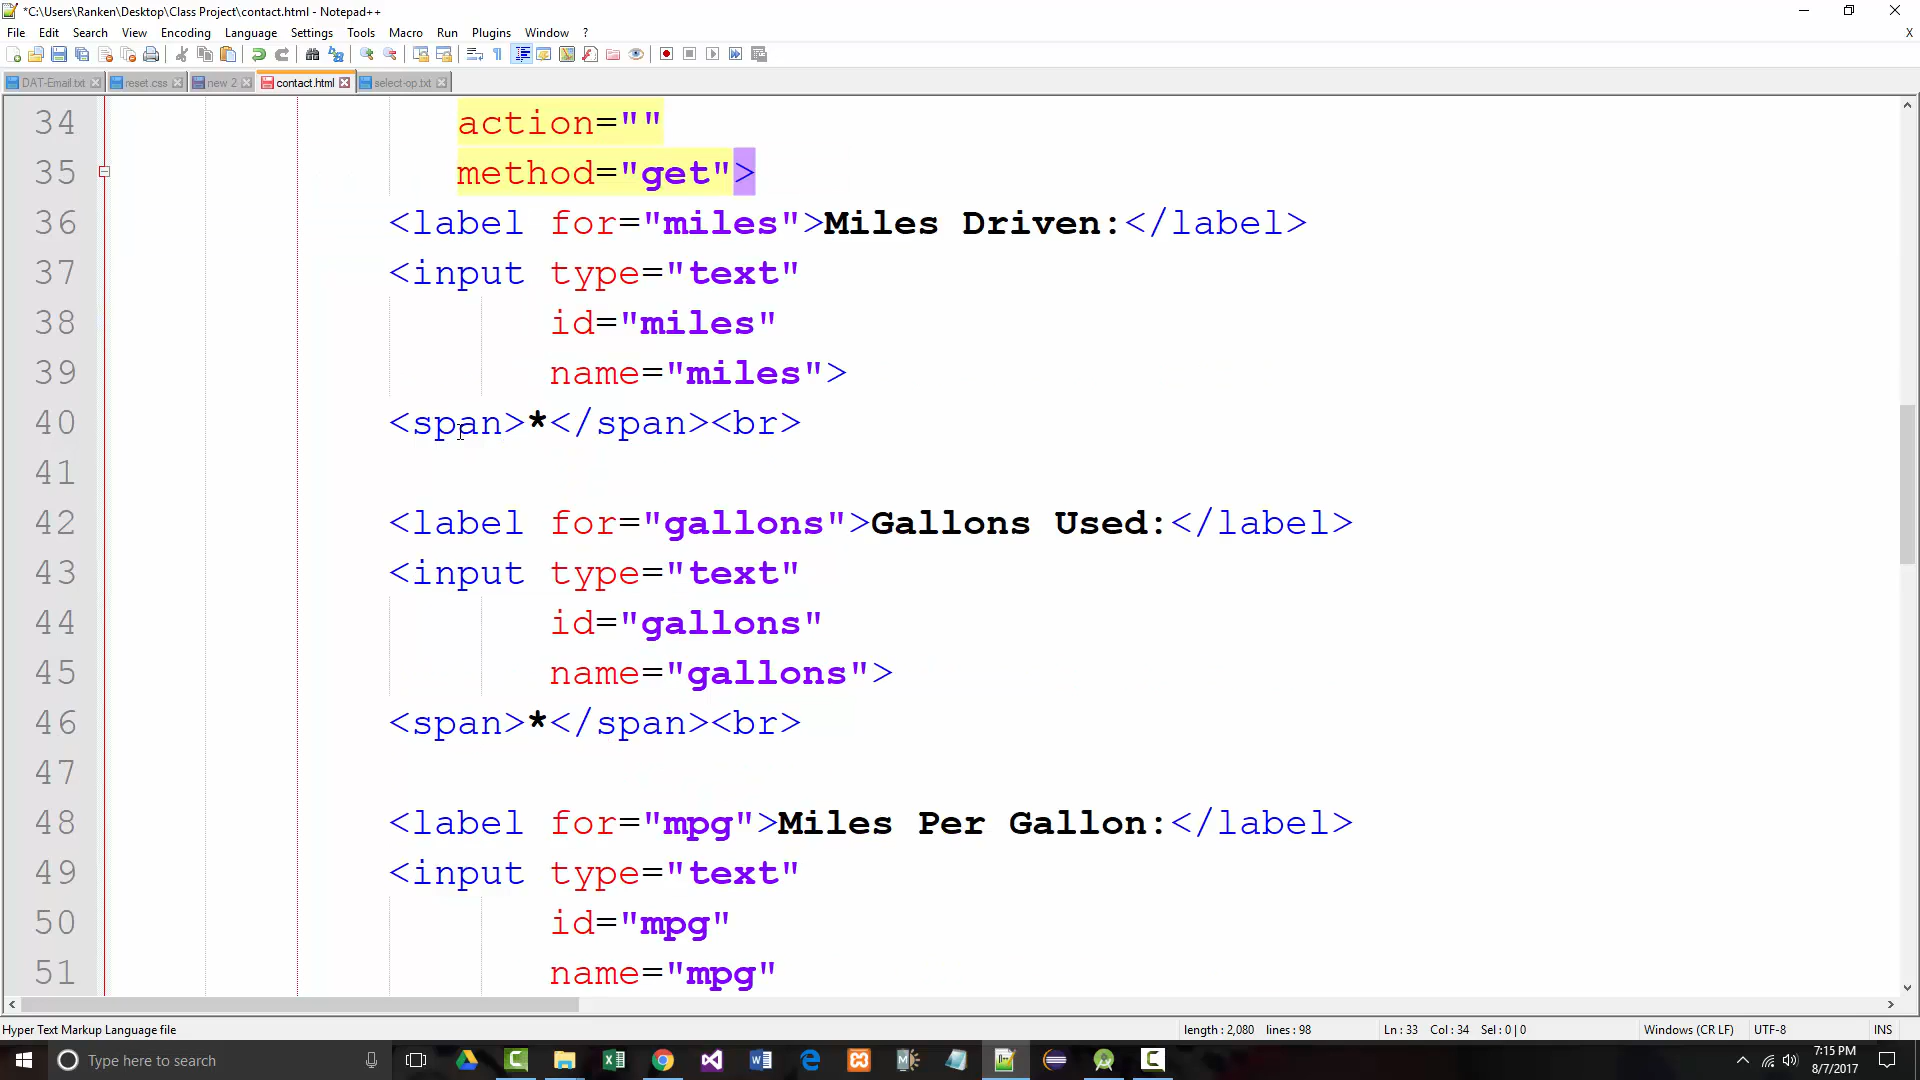 *C:\Users\Ranken\Desktop\Class Project\contact.html - Notepad++
File Edit Search View Encoding Language Settings Tools Macro Run Plugins Window ? X
DAT-Email.txt reset.css new 2 contact.html select-op.txt
34 action=""
35 method="get">
36 <label for="miles">Miles Driven:</label>
37 <input type="text"
38 id="miles"
39 name="miles">
40 <span>*</span><br>
41
42 <label for="gallons">Gallons Used:</label>
43 <input type="text"
44 id="gallons"
45 name="gallons">
46 <span>*</span><br>
47
48 <label for="mpg">Miles Per Gallon:</label>
49 <input type="text"
50 id="mpg"
51 name="mpg"
Hyper Text Markup Language file length : 2,080 lines : 98 Ln : 33 Col : 34 Sel : 0 | 0 Windows (CR LF) UTF-8 INS
Type here to search
7:15 PM
8/7/2017